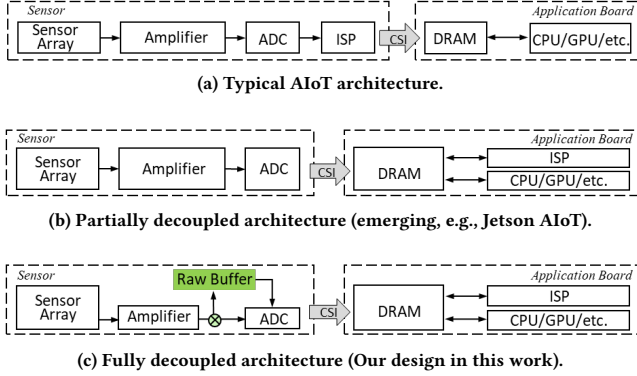 Sensor
Application Board
Sensor Array
Amplifier
ADC
ISP
CSI
DRAM
CPU/GPU/etc.
(a) Typical AIoT architecture.
Sensor
Application Board
Sensor Array
Amplifier
ADC
CSI
DRAM
ISP
CPU/GPU/etc.
(b) Partially decoupled architecture (emerging, e.g., Jetson AIoT).
Sensor
Application Board
Raw Buffer
Sensor Array
Amplifier
ADC
CSI
DRAM
ISP
CPU/GPU/etc.
(c) Fully decoupled architecture (Our design in this work).